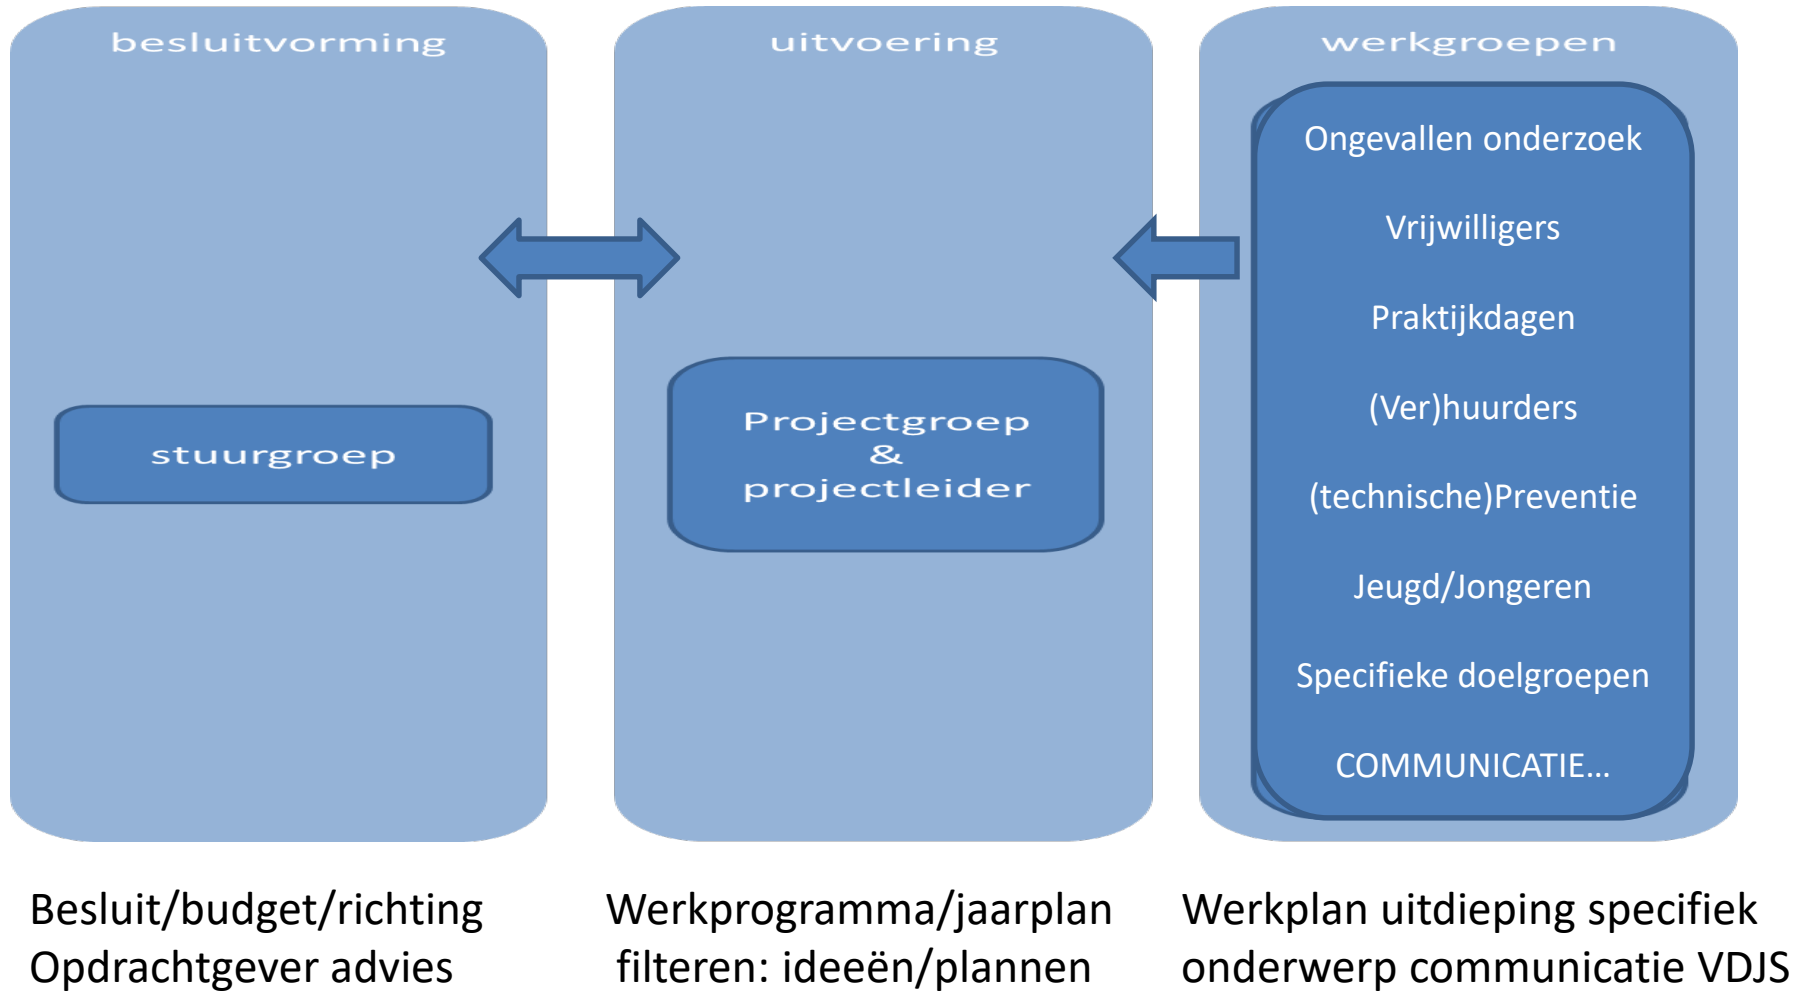 besluitvorming
stuurgroep
Besluit/budget/richting
Opdrachtgever advies
uitvoering
Projectgroep
&
projectleider
Werkprogramma/jaarplan
filteren: ideeën/plannen
werkgroepen
Ongevallen onderzoek
Vrijwilligers
Praktijkdagen
(Ver)huurders
(technische)Preventie
Jeugd/Jongeren
Specifieke doelgroepen
COMMUNICATIE…
Werkplan uitdieping specifiek
onderwerp communicatie VDJS